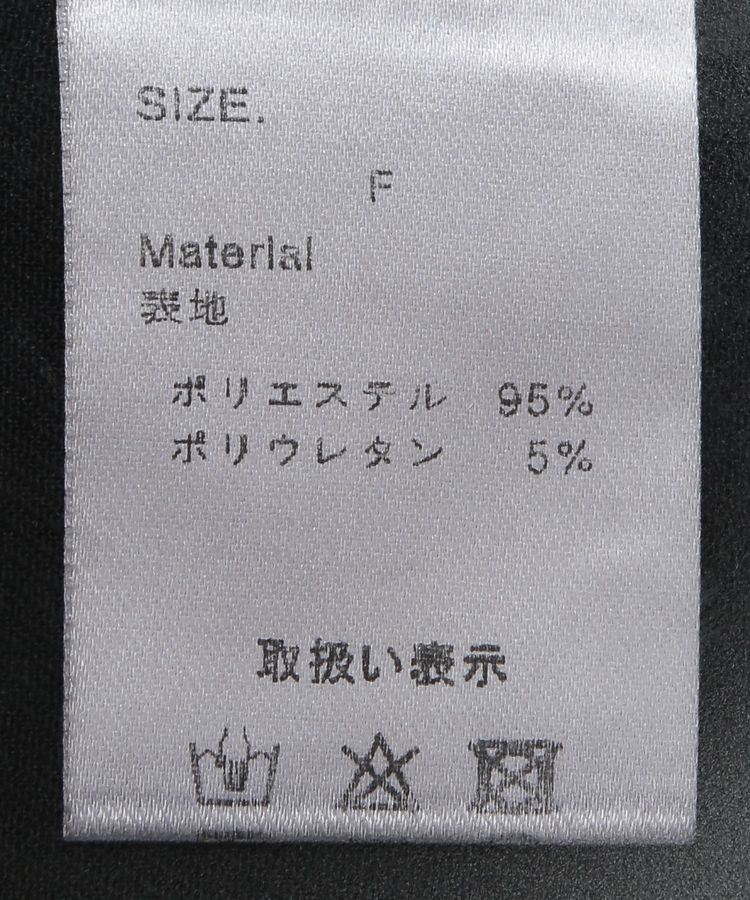 SIZE.
F
Material
表地
ポリエステル 95%
ポリウレタン 5%
取扱い表示